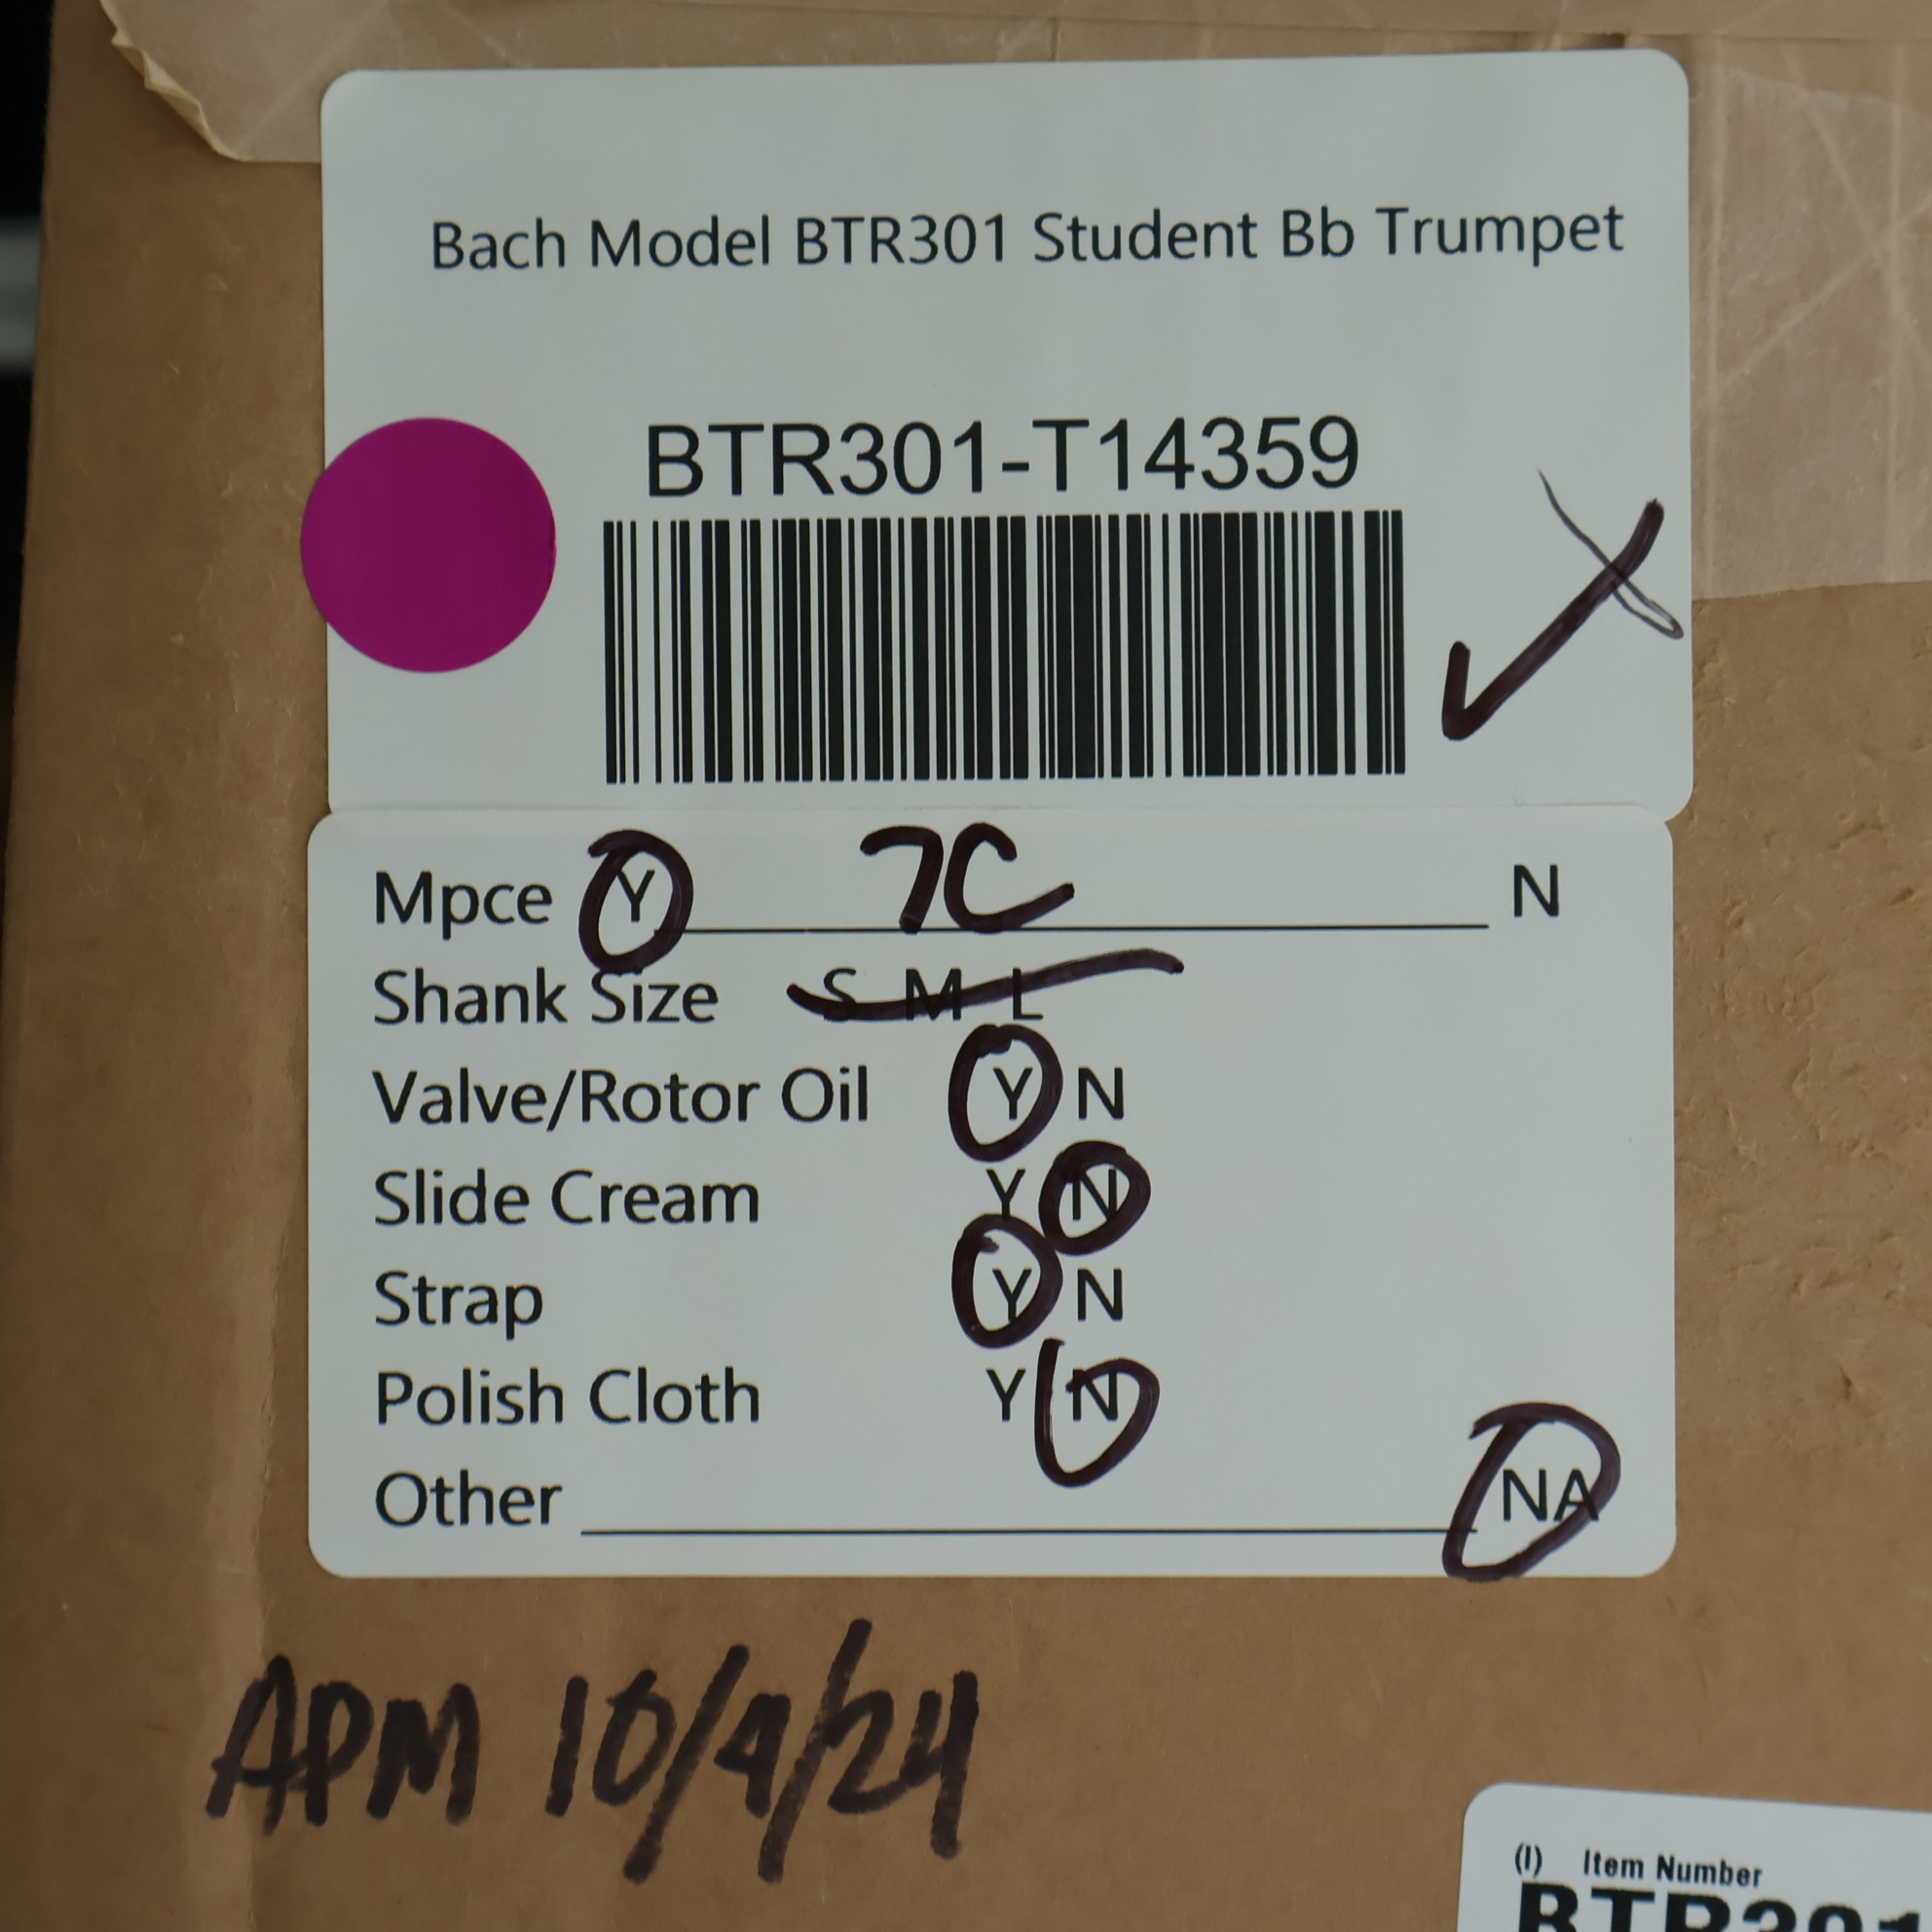 Bach Model BTR301 Student Bb Trumpet
BTR301-T14359
Mpce Y 7C N
Shank Size S M L
Valve/Rotor Oil Y N
Slide Cream Y N
Strap Y N
Polish Cloth Y N
Other NA
APM 10/4/24
(I) Item Number
BTR301